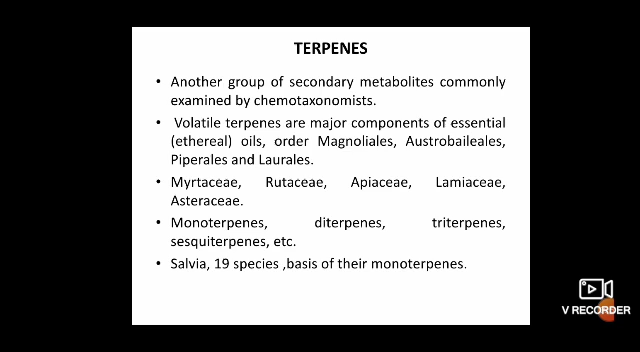 TERPENES
• Another group of secondary metabolites commonly
examined by chemotaxonomists.
• Volatile terpenes are major components of essential
(ethereal) oils, order Magnoliales, Austrobaileales,
Piperales and Laurales.
• Myrtaceae, Rutaceae, Apiaceae, Lamiaceae,
Asteraceae.
• Monoterpenes, diterpenes, triterpenes,
sesquiterpenes, etc.
• Salvia, 19 species ,basis of their monoterpenes.
V RECORDER